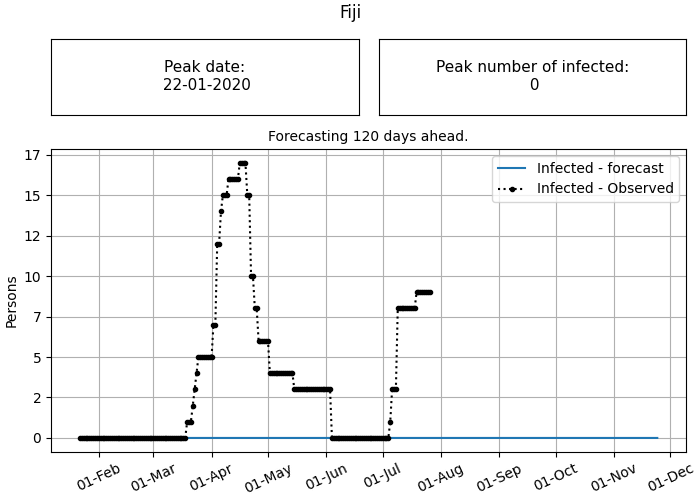 Fiji
Peak date:
22-01-2020
Peak number of infected:
0
Forecasting 120 days ahead.
Infected - forecast
Infected - Observed
Persons
17
15
12
10
7
5
2
0
01-Feb
01-Mar
01-Apr
01-May
01-Jun
01-Jul
01-Aug
01-Sep
01-Oct
01-Nov
01-Dec